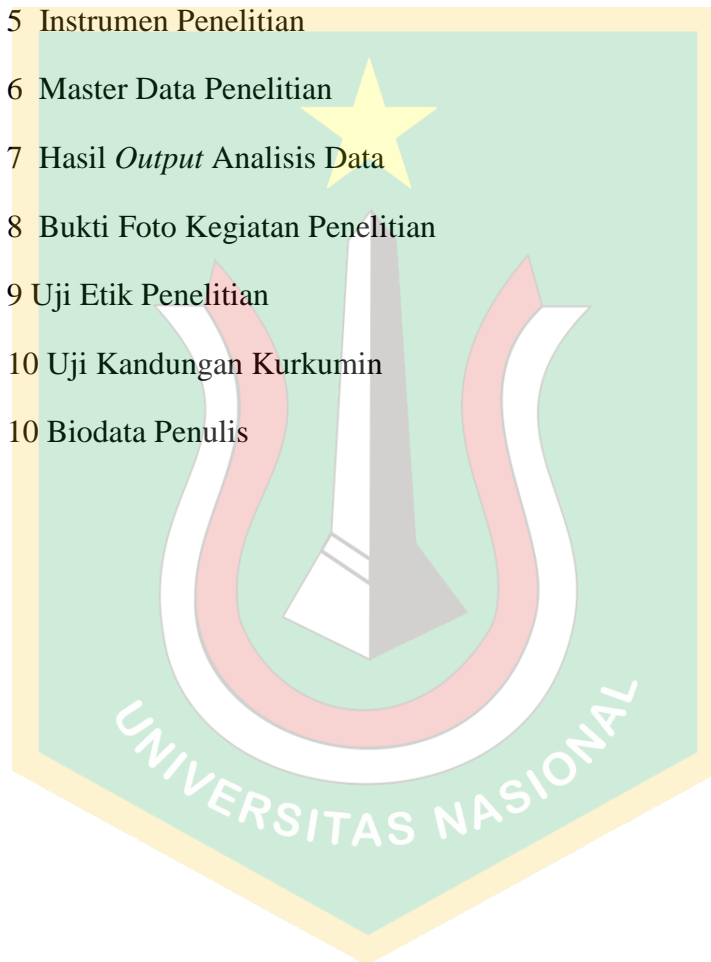 5 Instrumen Penelitian
6 Master Data Penelitian
7 Hasil Output Analisis Data
8 Bukti Foto Kegiatan Penelitian
9 Uji Etik Penelitian
10 Uji Kandungan Kurkumin
10 Biodata Penulis
UNIVERSITAS NASIONAL